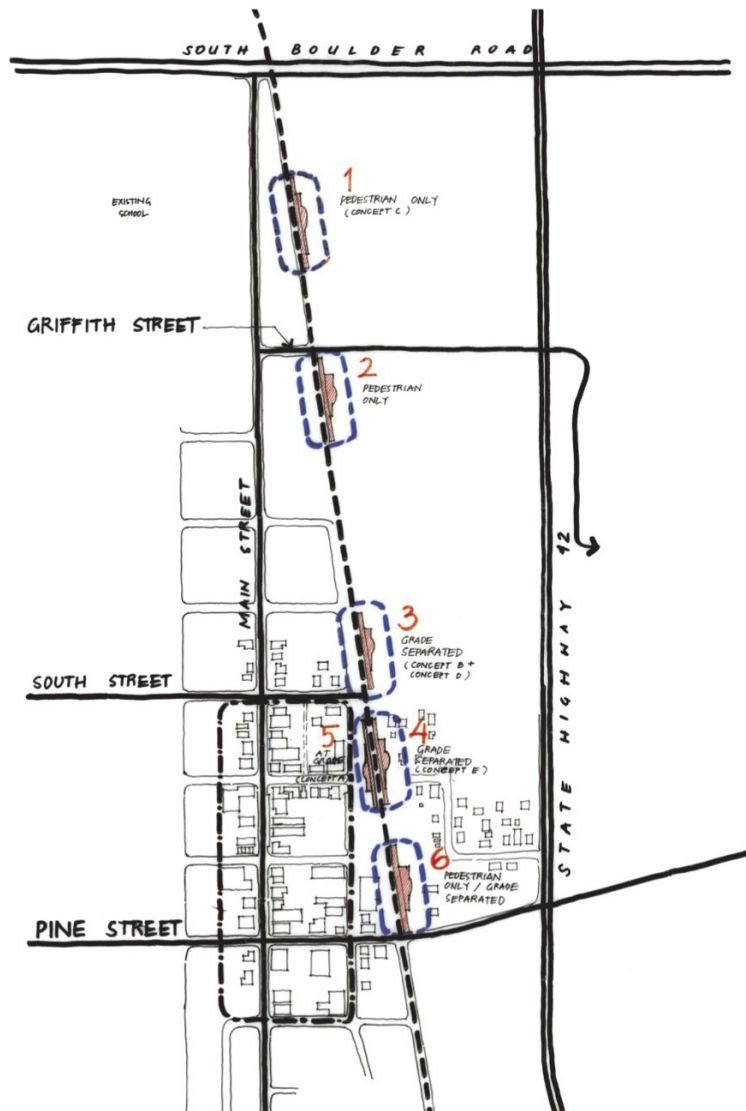 SOUTH BOULDER ROAD
1
PEDESTRIAN ONLY
(CONCEPT C)
EXISTING
SCHOOL
GRIFFITH STREET
2
PEDESTRIAN
ONLY
MAIN STREET
STATE HIGHWAY 42
3
GRADE
SEPARATED
(CONCEPT B +
CONCEPT D)
SOUTH STREET
5
AT
GRADE
(CONCEPT A)
4
GRADE
SEPARATED
(CONCEPT E)
6
PEDESTRIAN
ONLY / GRADE
SEPARATED
PINE STREET